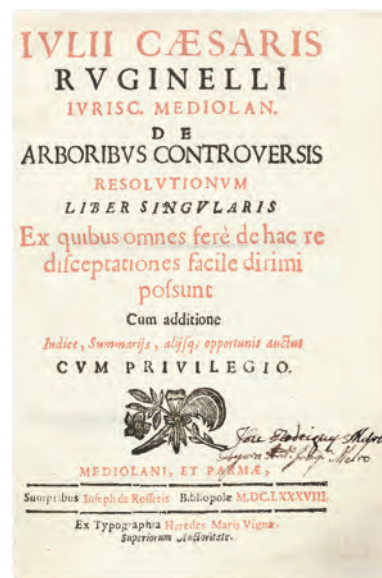 IVLII CÆSARIS
RVGINELLI
IVRISC. MEDIOLAN.
DE
ARBORIBVS CONTROVERSIS
RESOLVTIONVM
LIBER SINGVLARIS
Ex quibus omnes ferè de hac re
disceptationes facile dirimi
possunt
Cum additione
Indice, Summarijs, alijsq; opportunis auctus
CVM PRIVILEGIO.
MEDIOLANI, ET PARMÆ,
Sumptibus Ioseph de Rosseris Bibliopolæ M.DC.LXXXVIII.
Ex Typographia Heredes Marij Vignæ.
Superiorum Auctoritate.